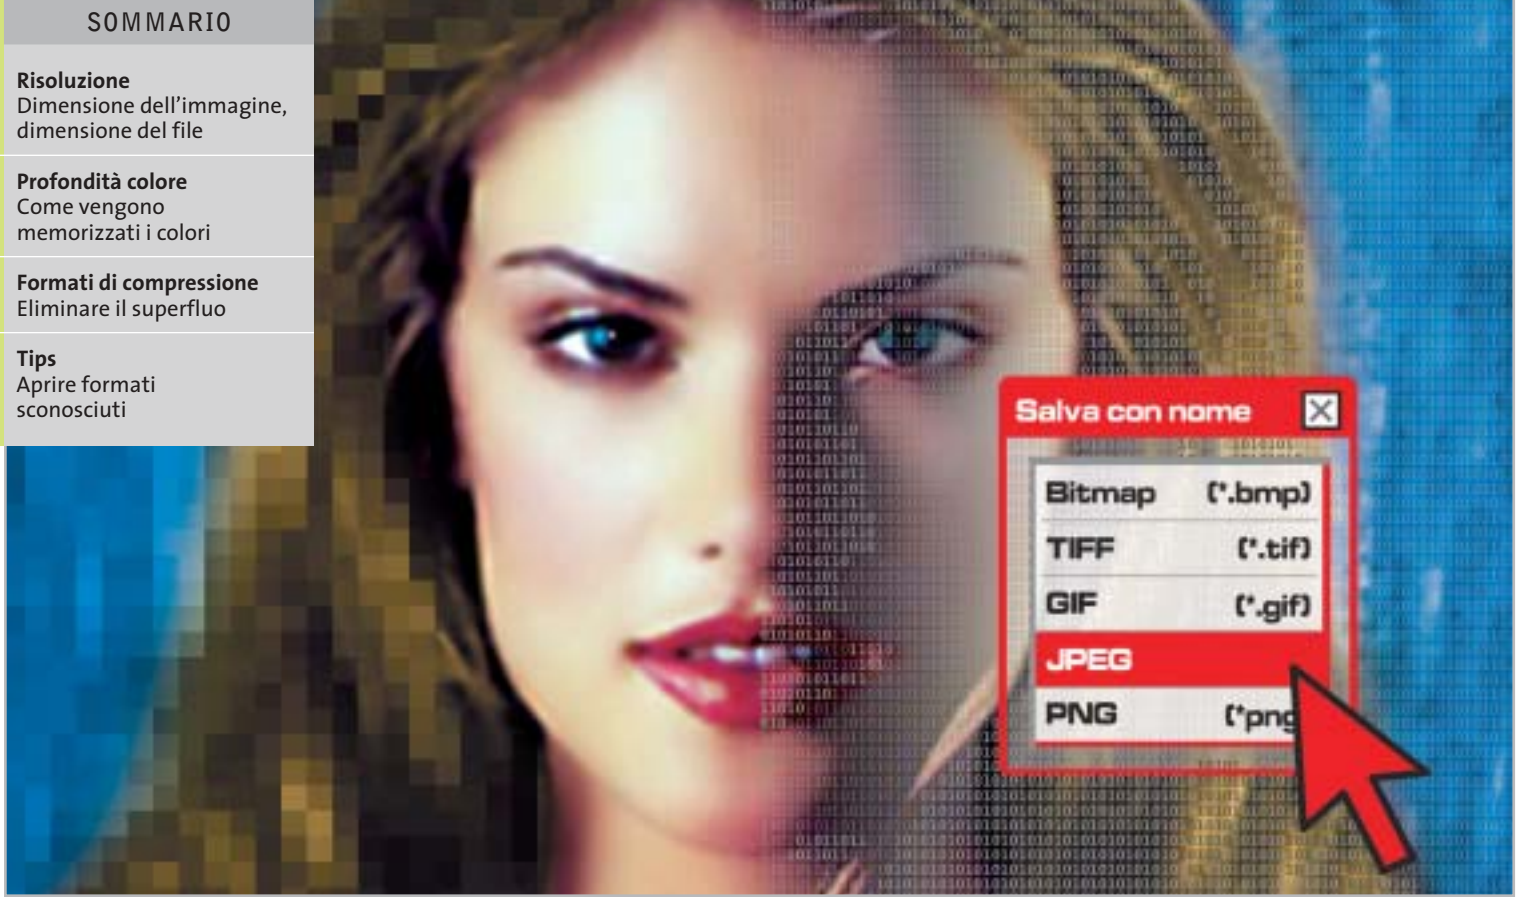 SOMMARIO
Risoluzione
Dimensione dell'immagine,
dimensione del file
Profondità colore
Come vengono
memorizzati i colori
Formati di compressione
Eliminare il superfluo
Tips
Aprire formati
sconosciuti
Salva con nome
Bitmap (*.bmp)
TIFF (*.tif)
GIF (*.gif)
JPEG
PNG (*png